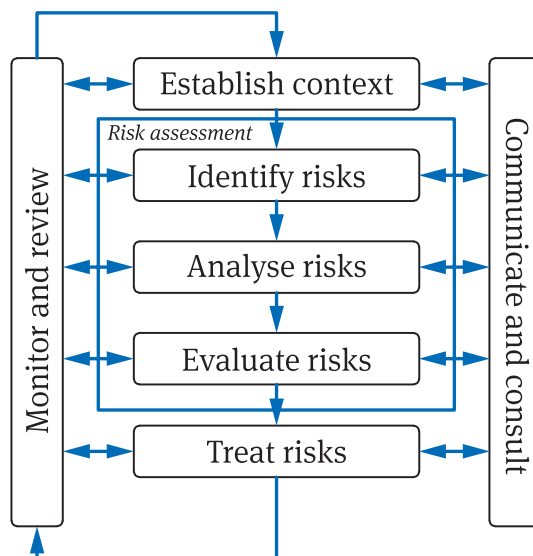 Establish context
Risk assessment
Identify risks
Analyse risks
Evaluate risks
Treat risks
Monitor and review
Communicate and consult